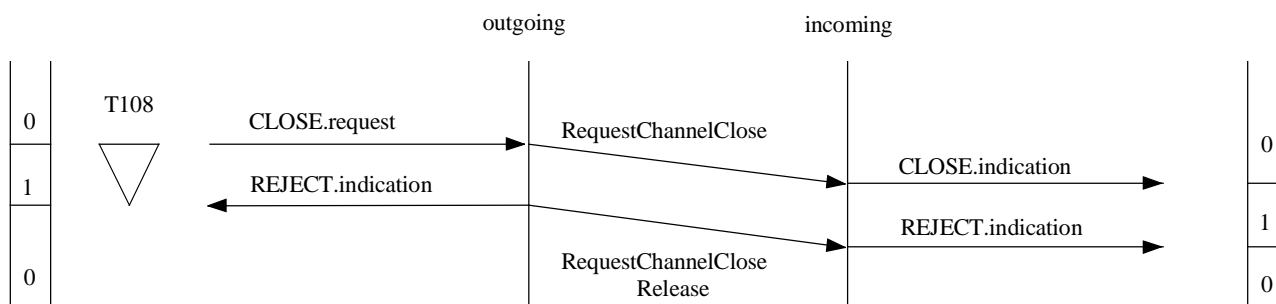 outgoing
incoming
T108
0
CLOSE.request
RequestChannelClose
0
1
REJECT.indication
CLOSE.indication
REJECT.indication
1
0
RequestChannelClose
Release
0